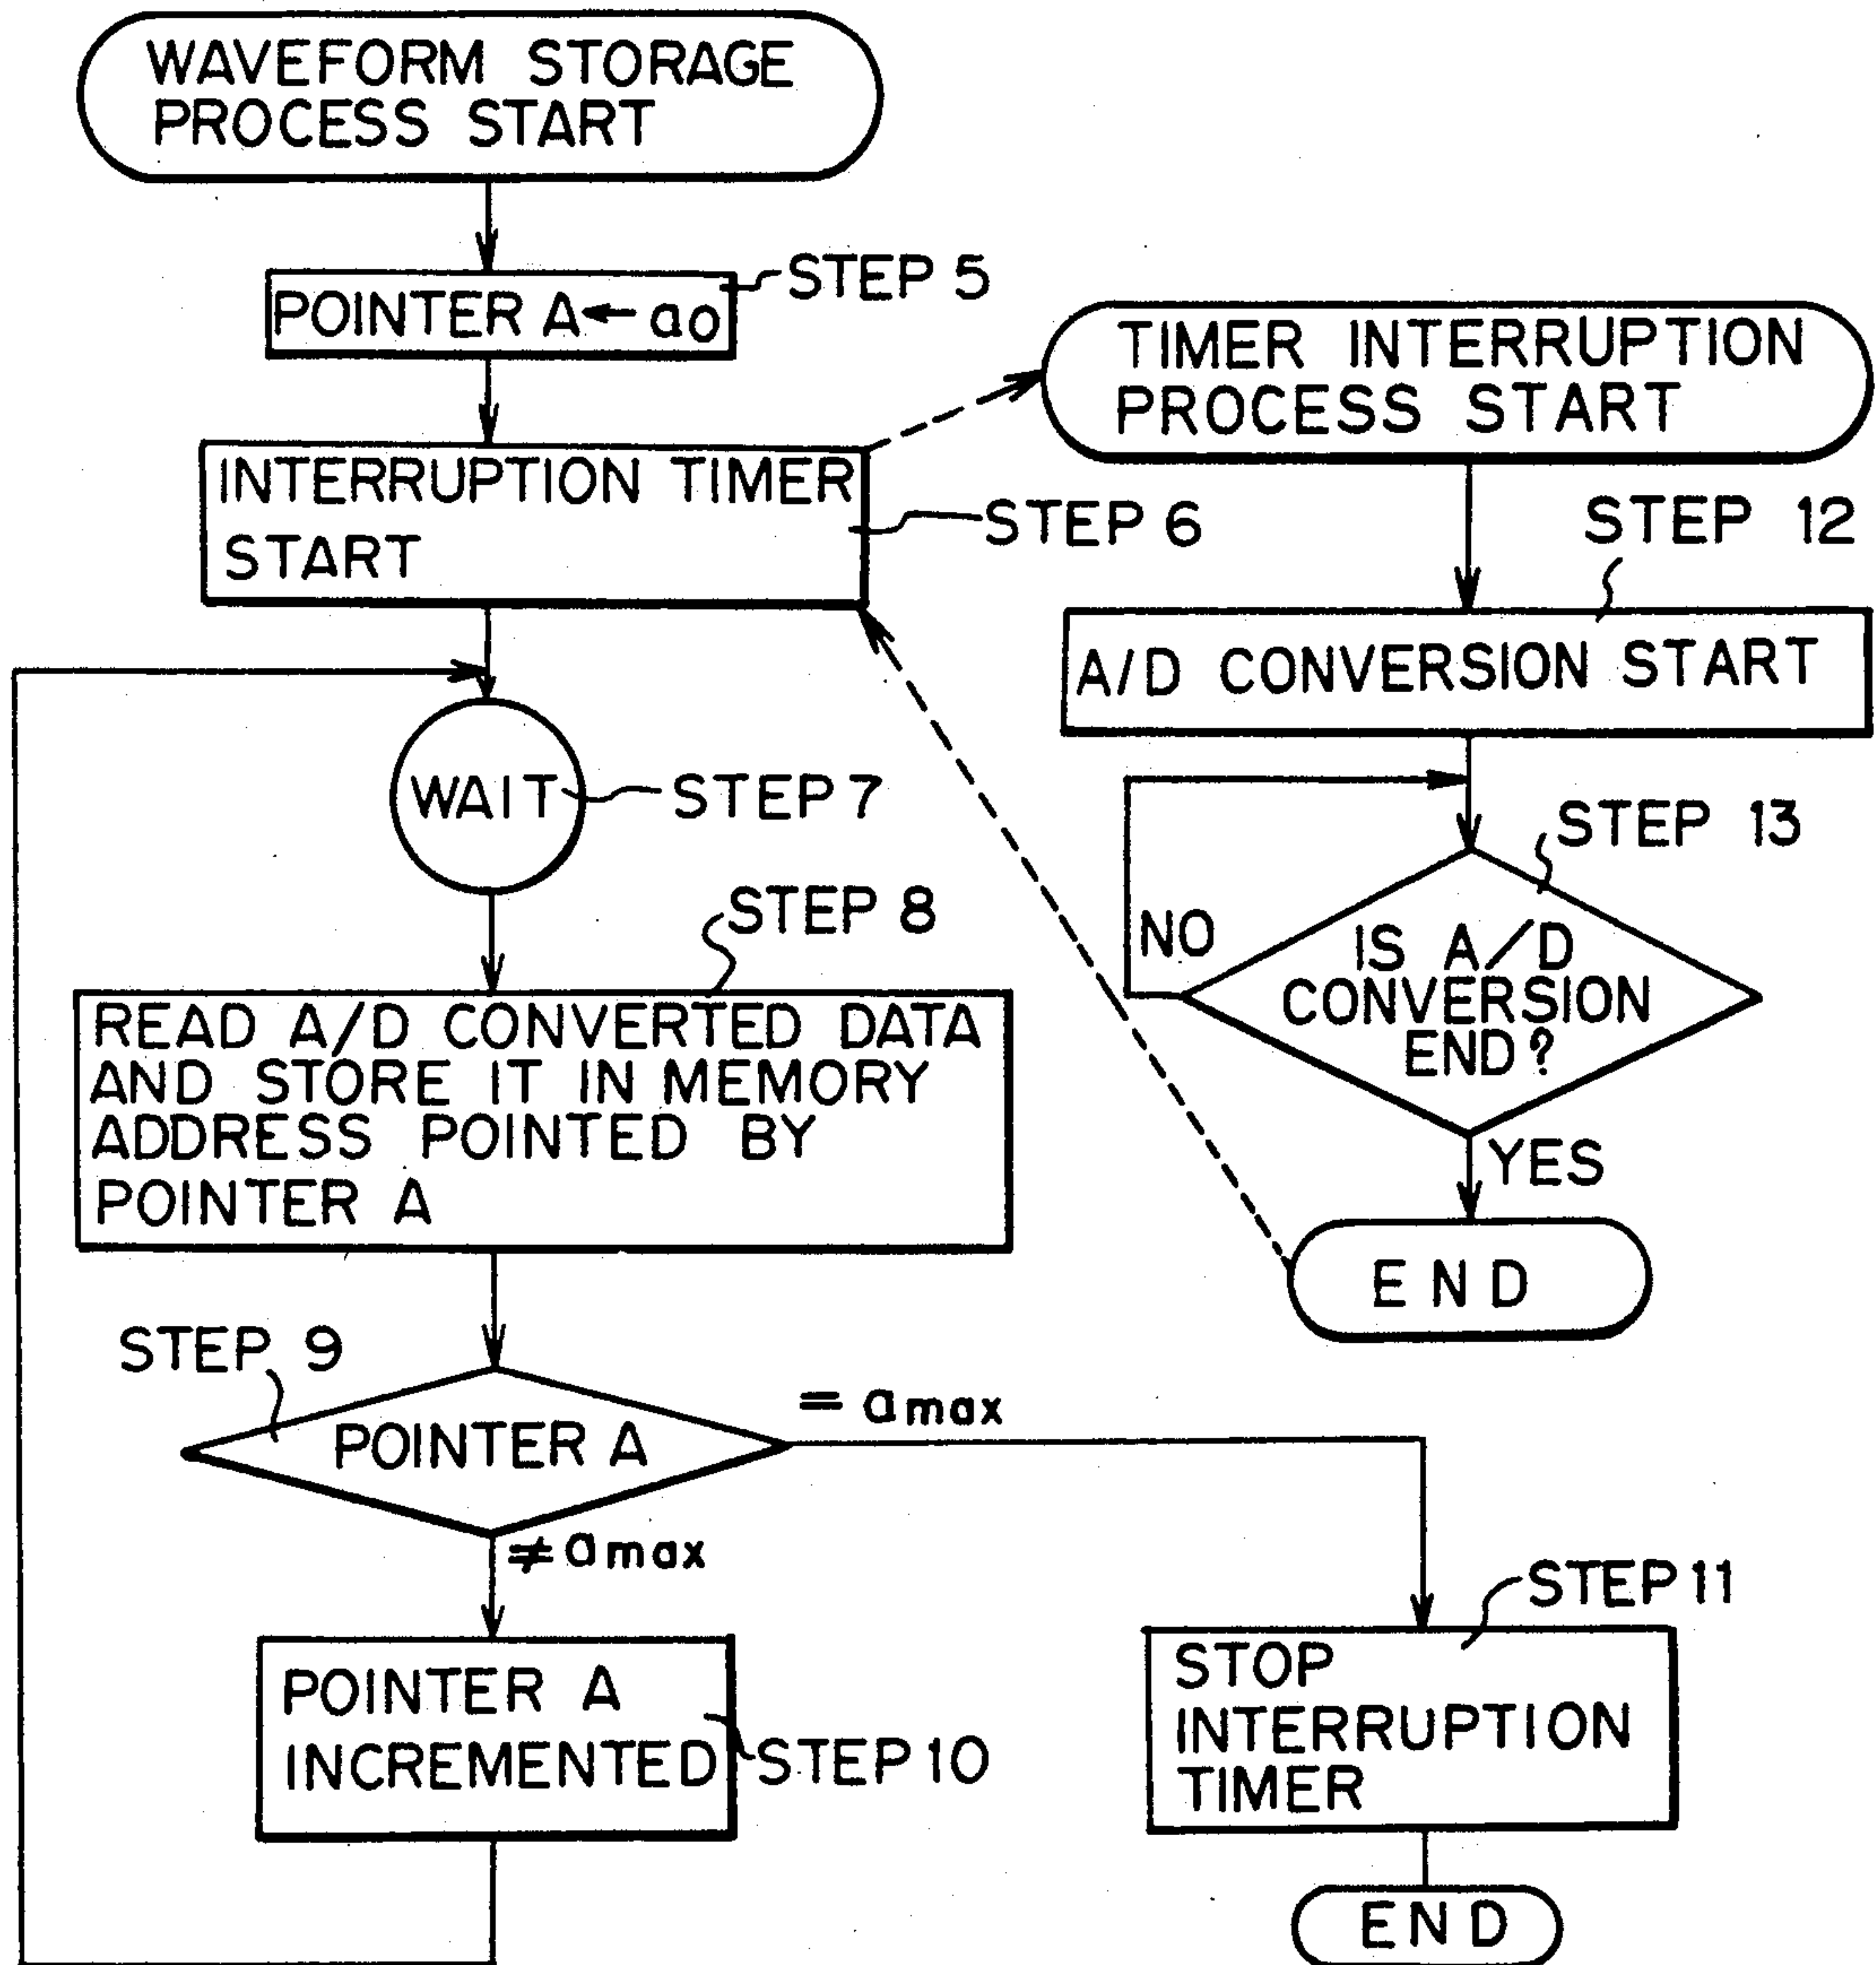 WAVEFORM STORAGE
PROCESS START
POINTER A ← a0
STEP 5
INTERRUPTION TIMER
START
STEP 6
WAIT
STEP 7
STEP 8
READ A/D CONVERTED DATA
AND STORE IT IN MEMORY
ADDRESS POINTED BY
POINTER A
STEP 9
POINTER A
= amax
≠ amax
POINTER A
INCREMENTED
STEP 10
STEP 11
STOP
INTERRUPTION
TIMER
END
TIMER INTERRUPTION
PROCESS START
STEP 12
A/D CONVERSION START
STEP 13
NO
IS A/D
CONVERSION
END?
YES
END